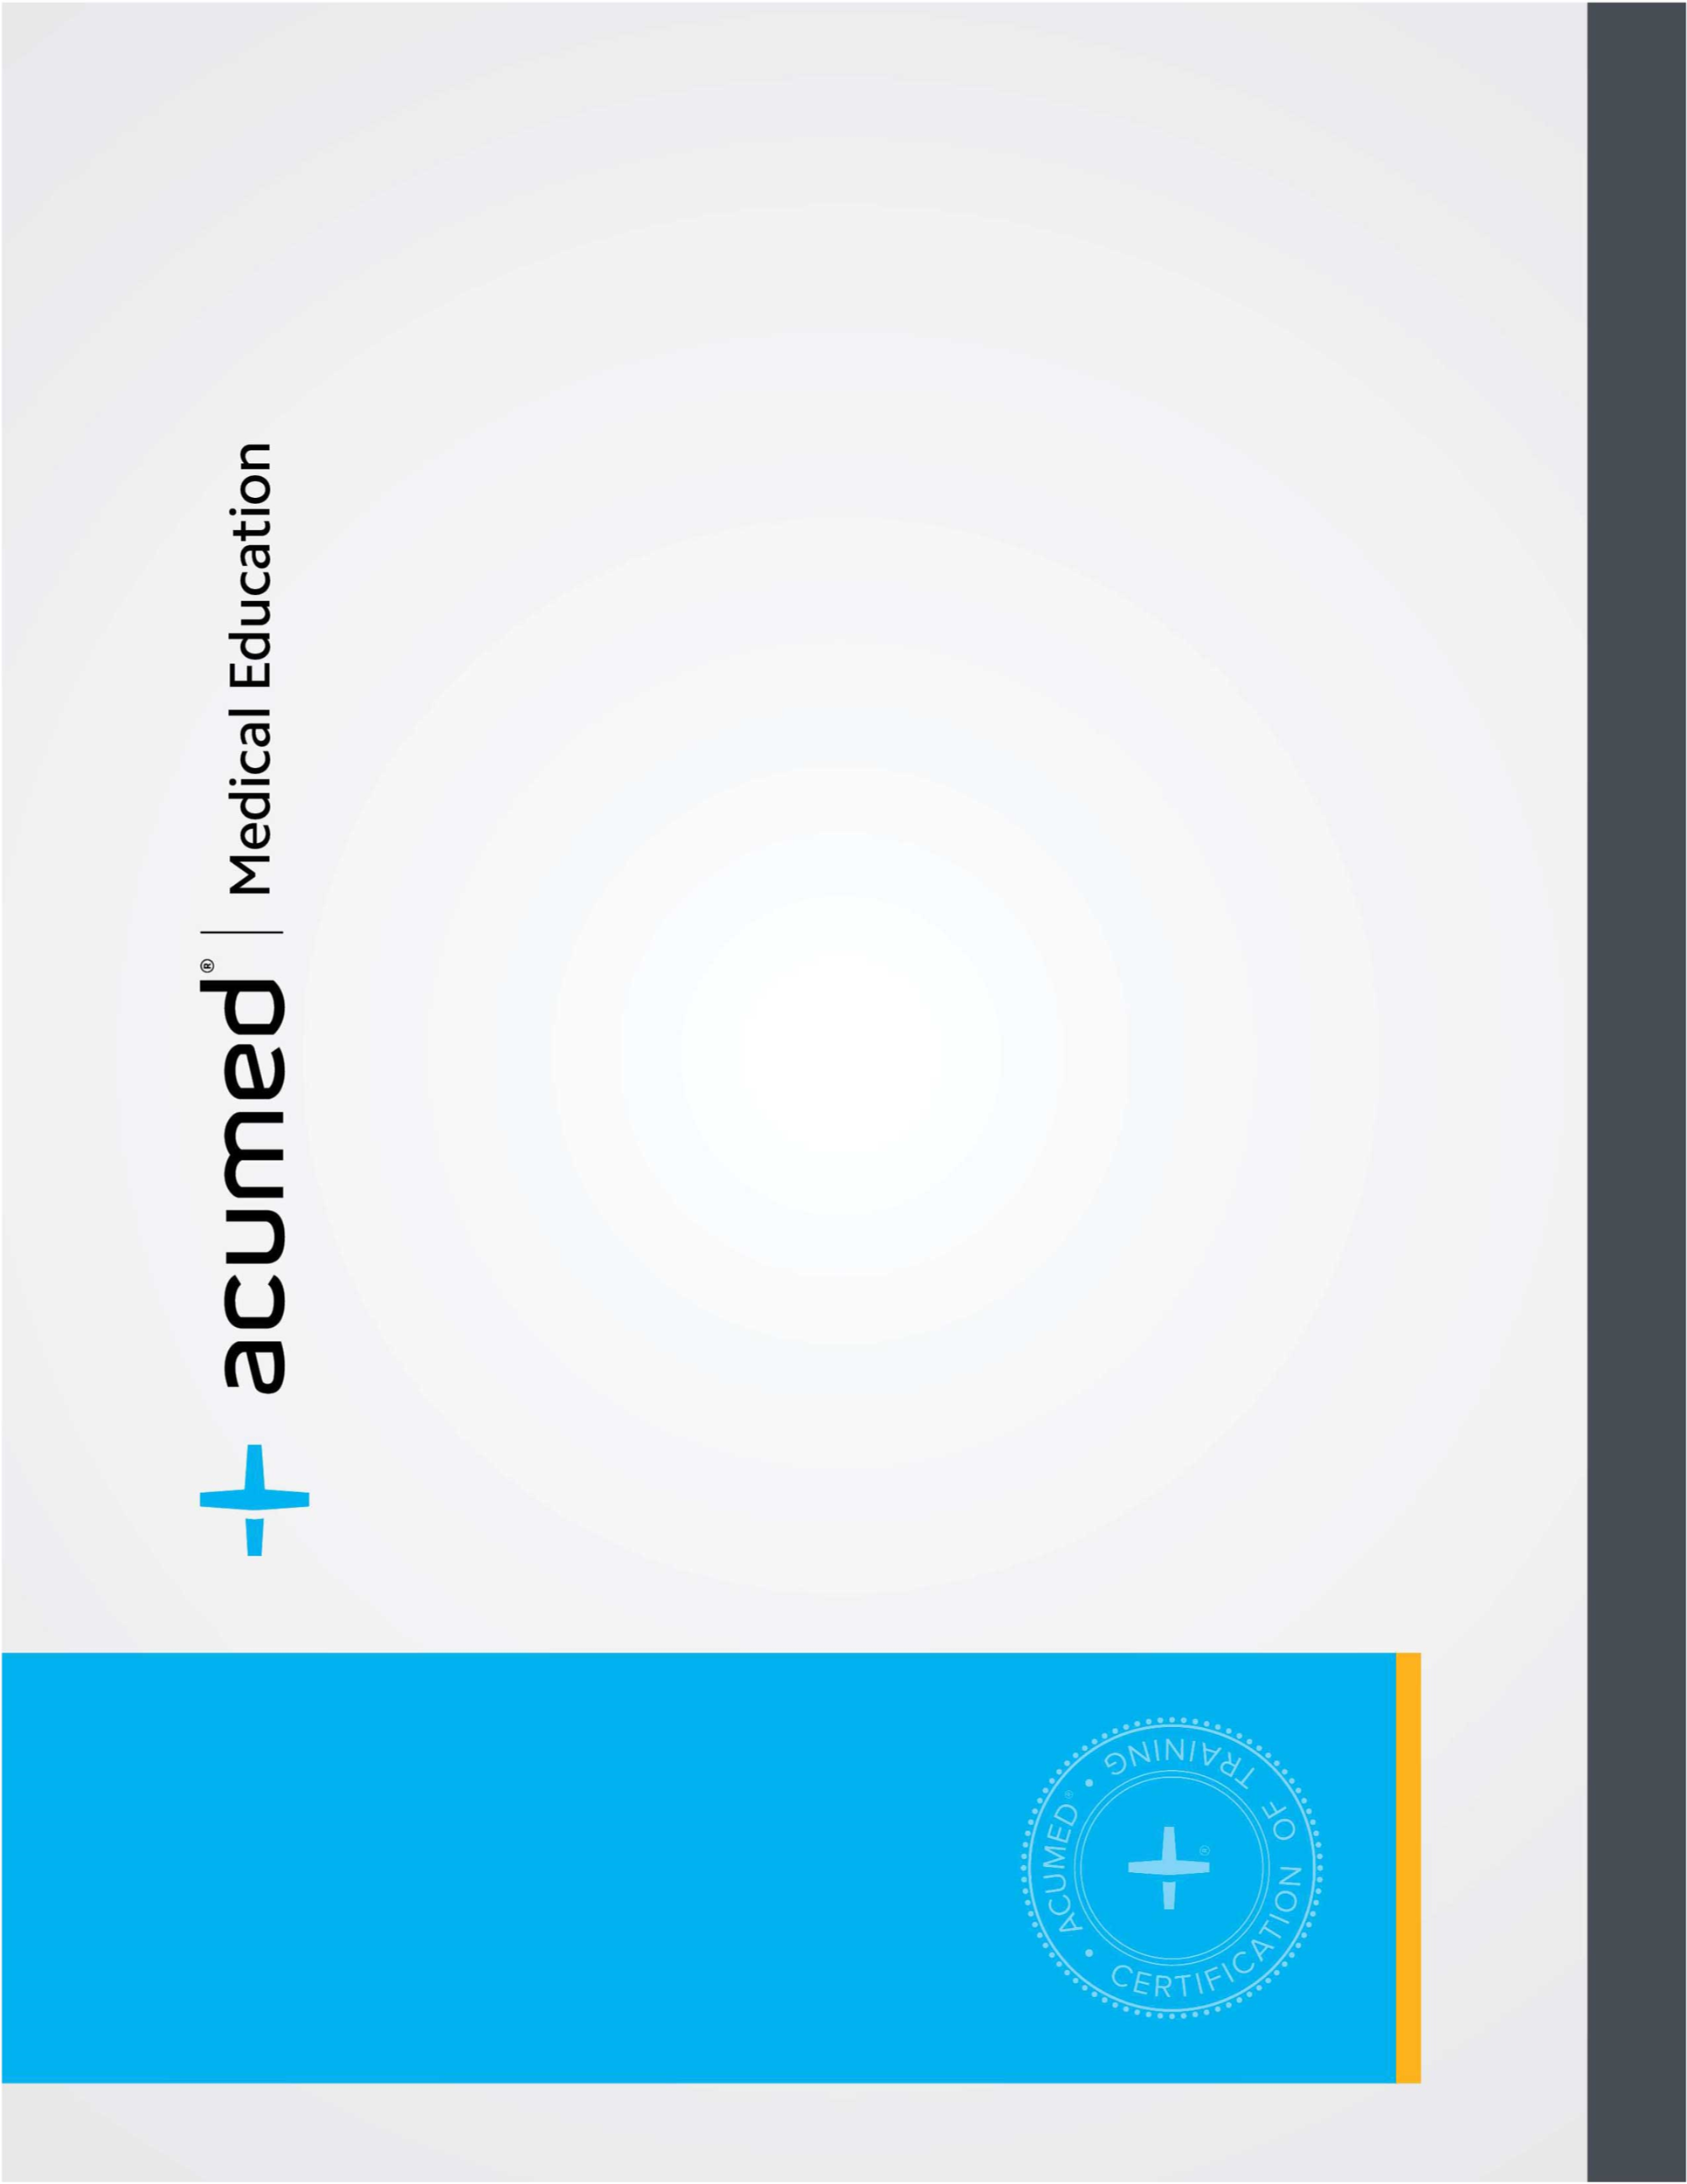 acumed® | Medical Education
ACUMED® • CERTIFICATION OF TRAINING •
®